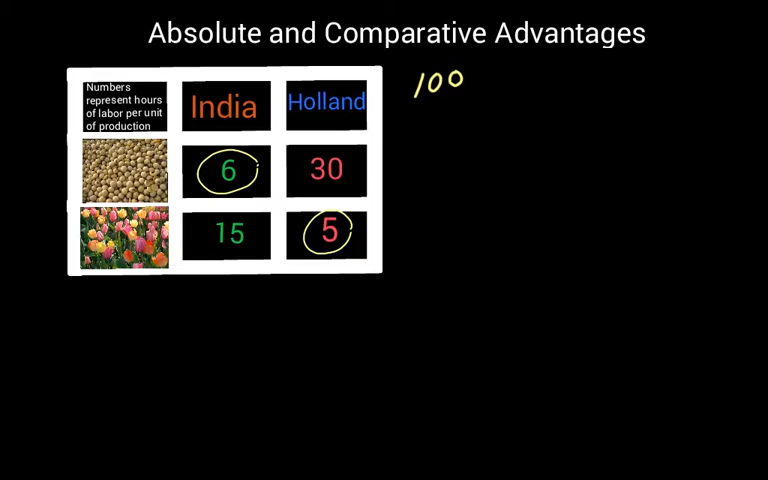 Absolute and Comparative Advantages
Numbers
represent hours
of labor per unit
of production
India
Holland
100
6
30
15
5